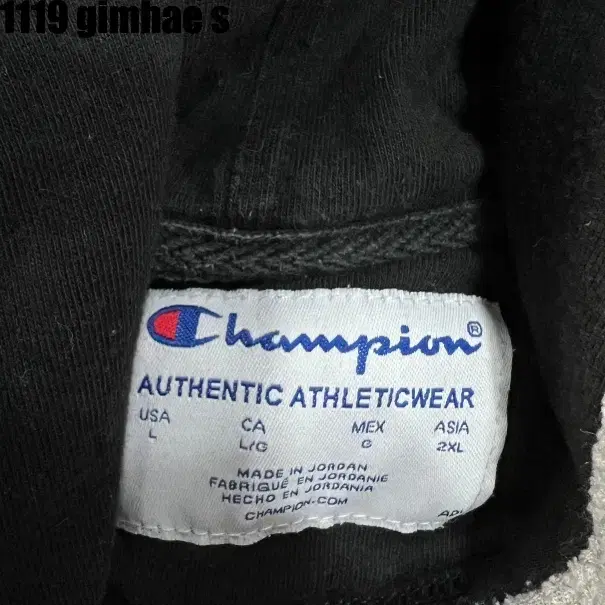 1119 gimhae s
Champion®
AUTHENTIC ATHLETICWEAR
USA CA MEX ASIA
L L/G G 2XL
MADE IN JORDAN
FABRIQUÉ EN JORDANIE
HECHO EN JORDANIA
CHAMPION.COM